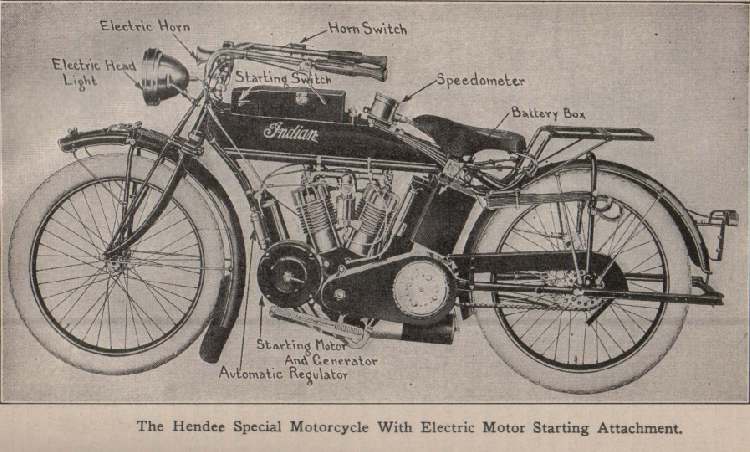 Electric Horn
Horn Switch
Electric Head
Light
Starting Switch
Speedometer
Battery Box
Indian
Starting Motor
And Generator
Automatic Regulator
The Hendee Special Motorcycle With Electric Motor Starting Attachment.